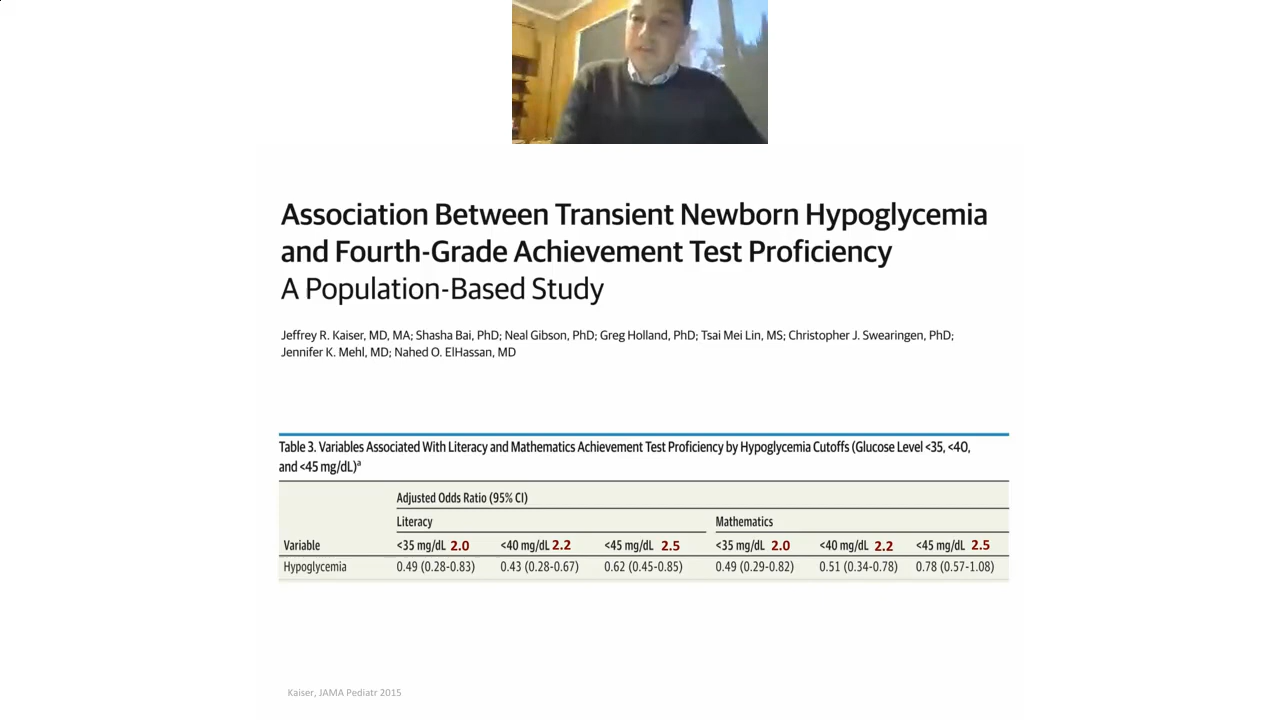 Association Between Transient Newborn Hypoglycemia
and Fourth-Grade Achievement Test Proficiency
A Population-Based Study
Jeffrey R. Kaiser, MD, MA; Shasha Bai, PhD; Neal Gibson, PhD; Greg Holland, PhD; Tsai Mei Lin, MS; Christopher J. Swearingen, PhD;
Jennifer K. Mehl, MD; Nahed O. ElHassan, MD
Table 3. Variables Associated With Literacy and Mathematics Achievement Test Proficiency by Hypoglycemia Cutoffs (Glucose Level <35, <40,
and <45 mg/dL)ª
Adjusted Odds Ratio (95% CI)
Literacy Mathematics
Variable <35 mg/dL 2.0 <40 mg/dL 2.2 <45 mg/dL 2.5 <35 mg/dL 2.0 <40 mg/dL 2.2 <45 mg/dL 2.5
Hypoglycemia 0.49 (0.28-0.83) 0.43 (0.28-0.67) 0.62 (0.45-0.85) 0.49 (0.29-0.82) 0.51 (0.34-0.78) 0.78 (0.57-1.08)
Kaiser, JAMA Pediatr 2015